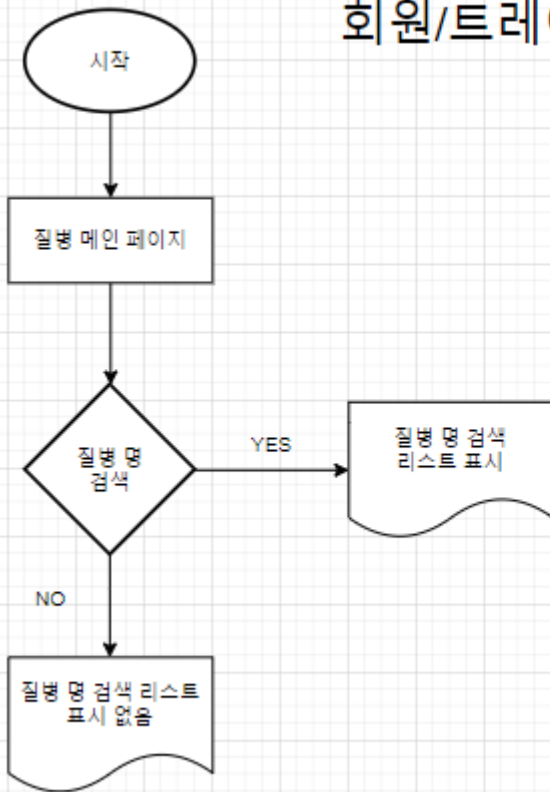 회원/트레
시작
질병 메인 페이지
질병 명
검색
YES
질병 명 검색
리스트 표시
NO
질병 명 검색 리스트
표시 없음